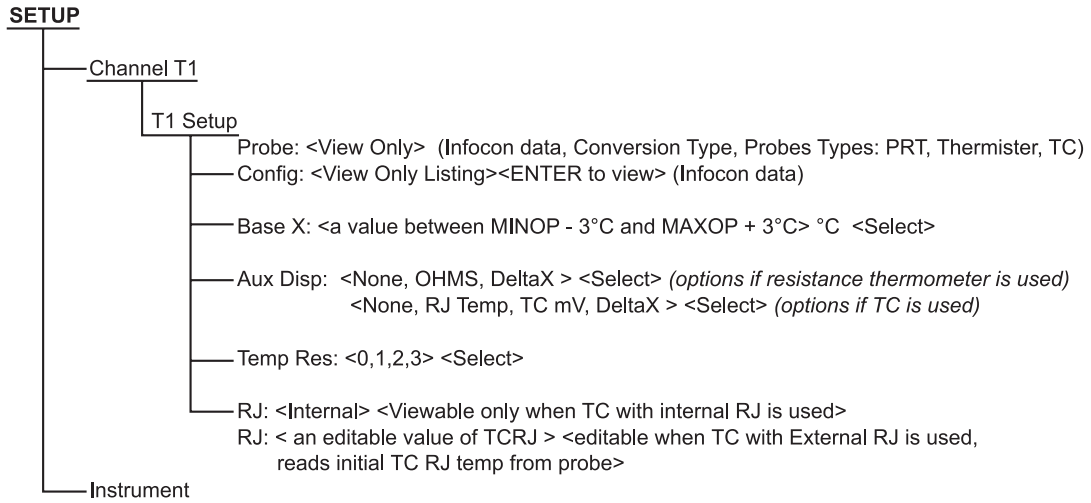 SETUP
Channel T1
T1 Setup
Probe: <View Only> (Infocon data, Conversion Type, Probes Types: PRT, Thermister, TC)
Config: <View Only Listing><ENTER to view> (Infocon data)
Base X: <a value between MINOP - 3°C and MAXOP + 3°C> °C <Select>
Aux Disp: <None, OHMS, DeltaX > <Select> (options if resistance thermometer is used)
<None, RJ Temp, TC mV, DeltaX > <Select> (options if TC is used)
Temp Res: <0,1,2,3> <Select>
RJ: <Internal> <Viewable only when TC with internal RJ is used>
RJ: < an editable value of TCRJ > <editable when TC with External RJ is used,
reads initial TC RJ temp from probe>
Instrument